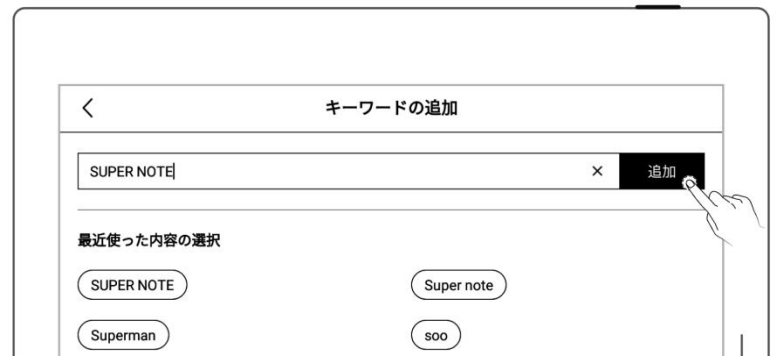 キーワードの追加
SUPER NOTE × 追加
最近使った内容の選択
SUPER NOTE Super note
Superman soo